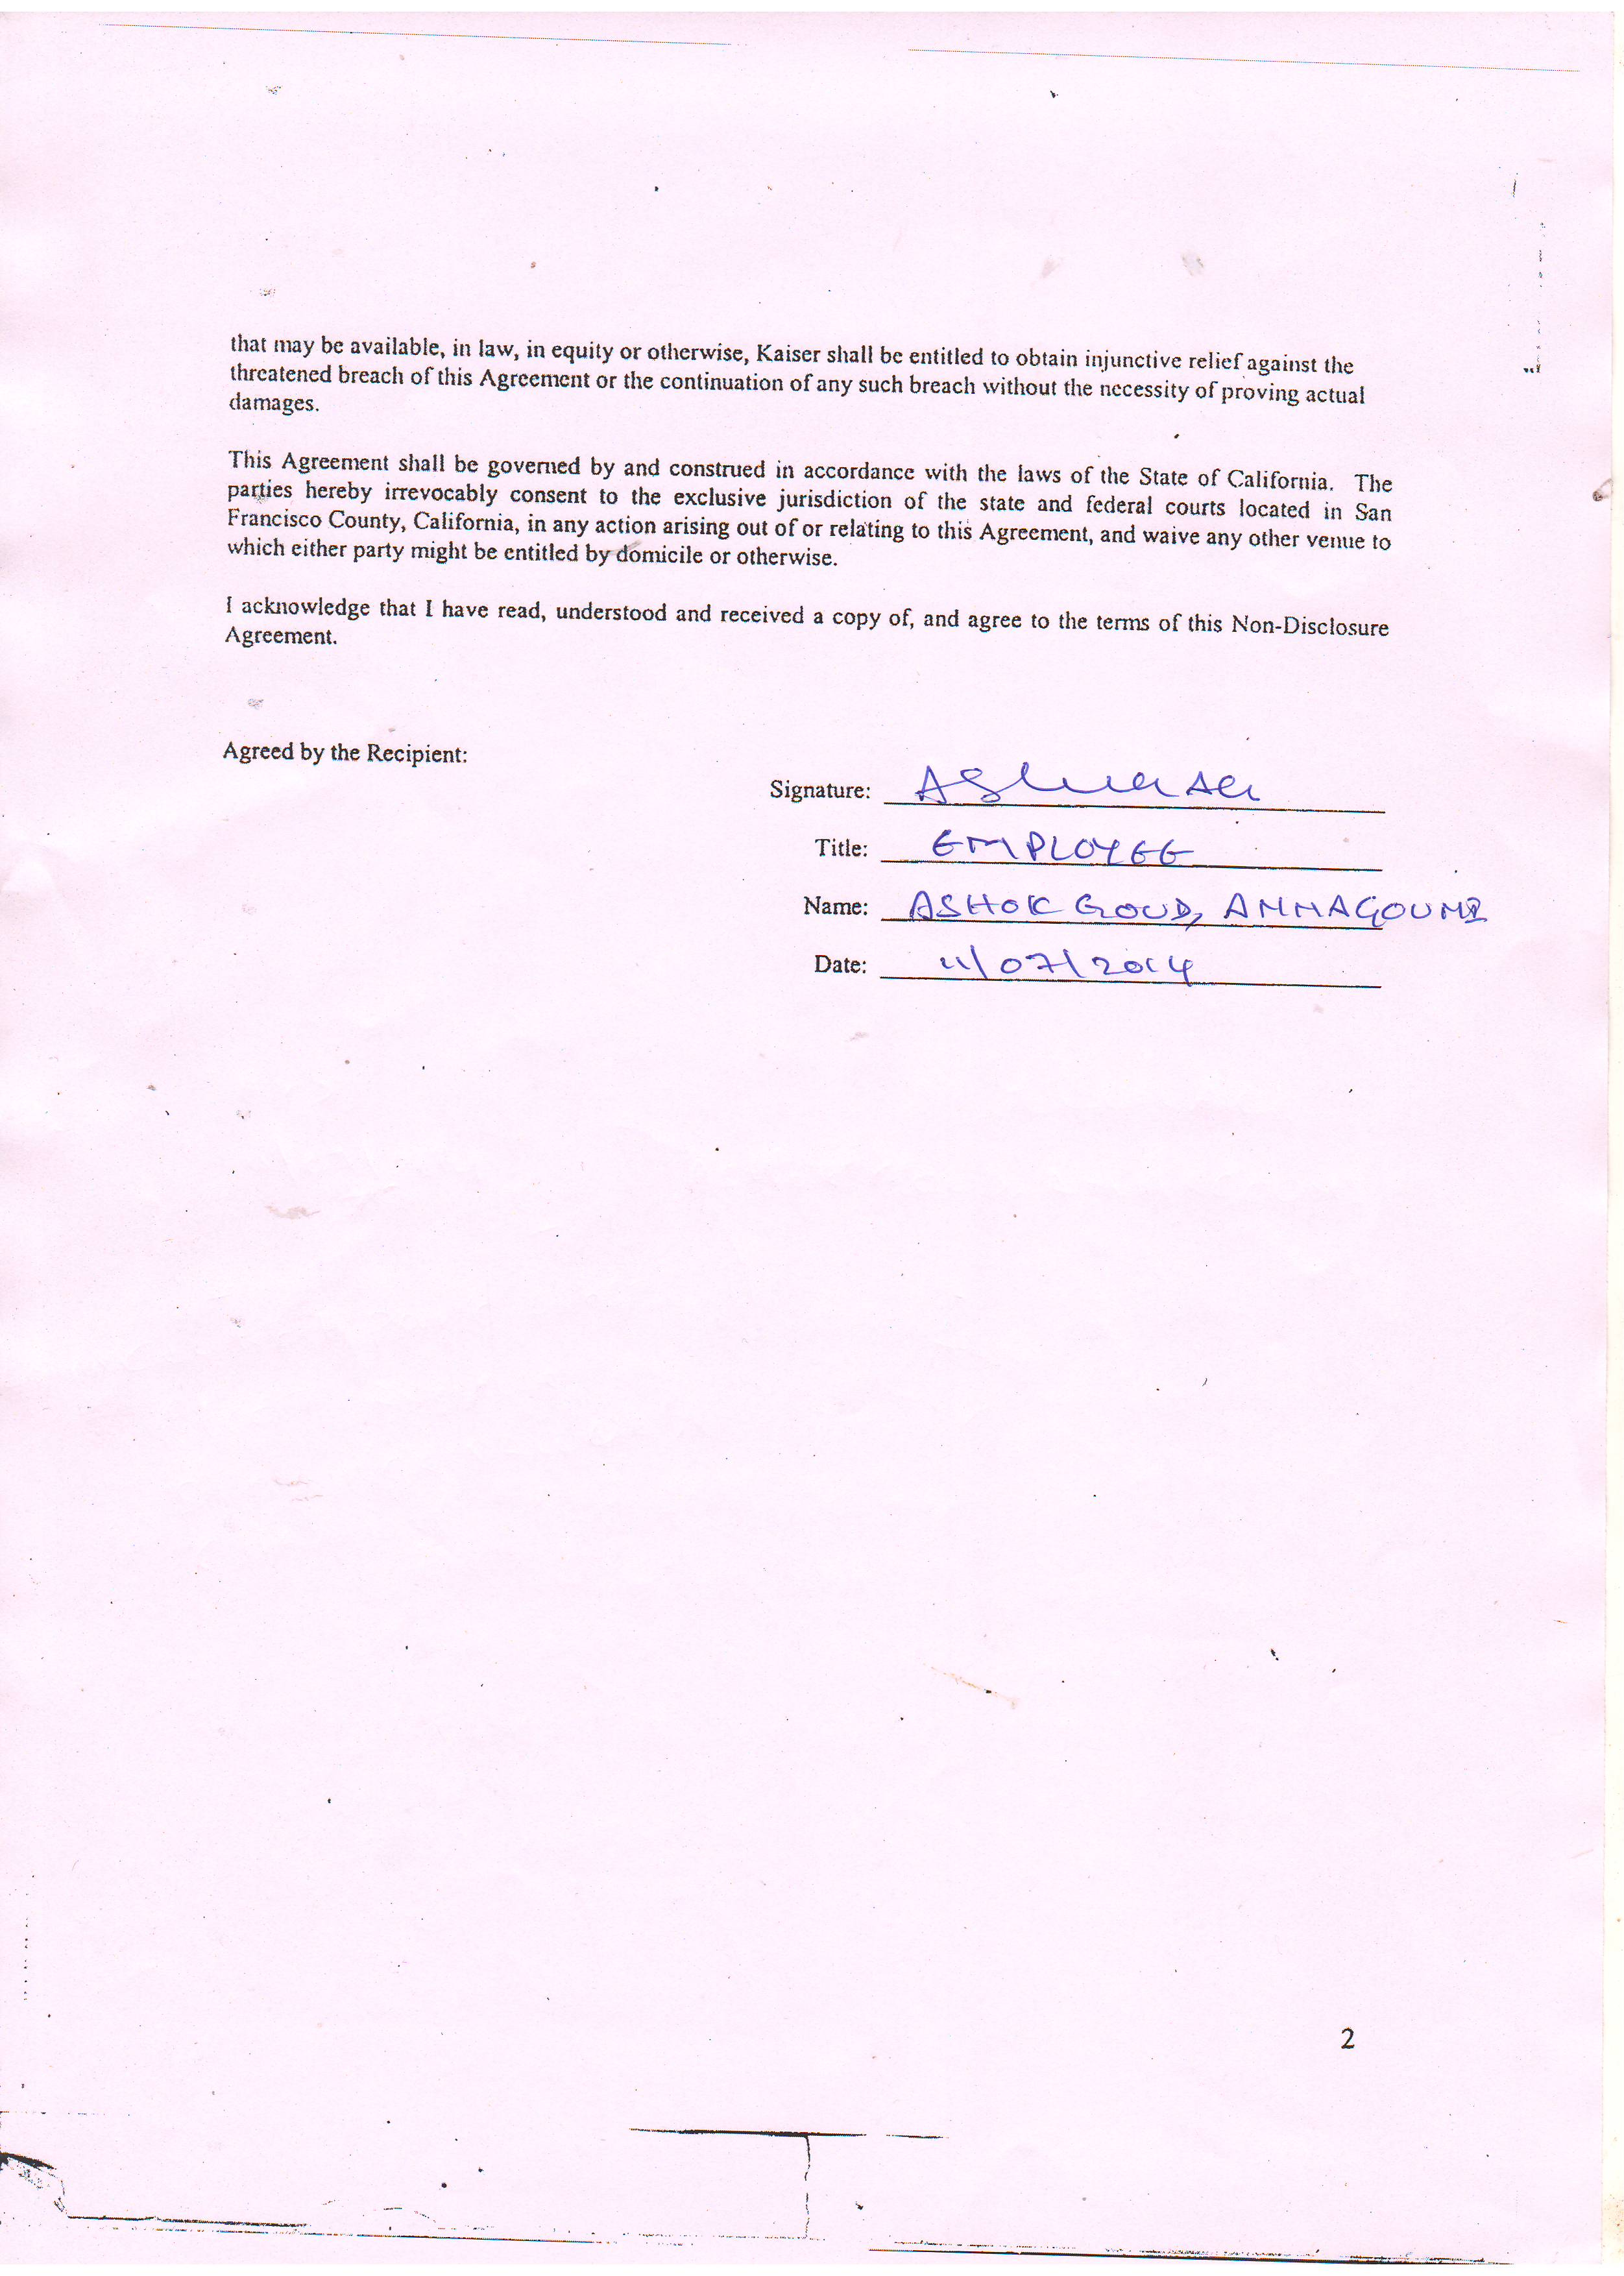 that may be available, in law, in equity or otherwise, Kaiser shall be entitled to obtain injunctive relief against the
threatened breach of this Agreement or the continuation of any such breach without the necessity of proving actual
damages.
This Agreement shall be governed by and construed in accordance with the laws of the State of California. The
parties hereby irrevocably consent to the exclusive jurisdiction of the state and federal courts located in San
Francisco County, California, in any action arising out of or relating to this Agreement, and waive any other venue to
which either party might be entitled by domicile or otherwise.
I acknowledge that I have read, understood and received a copy of, and agree to the terms of this Non-Disclosure
Agreement.
Agreed by the Recipient:
Signature:
Title: EMPLOYEE
Name: ASHOK GOUD,
Date: 11/07/2014
2